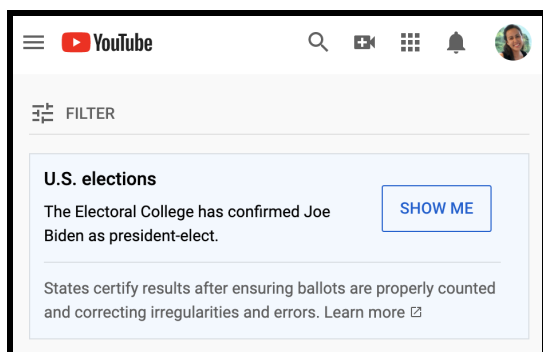 YouTube
FILTER
U.S. elections
The Electoral College has confirmed Joe
Biden as president-elect.
SHOW ME
States certify results after ensuring ballots are properly counted
and correcting irregularities and errors. Learn more